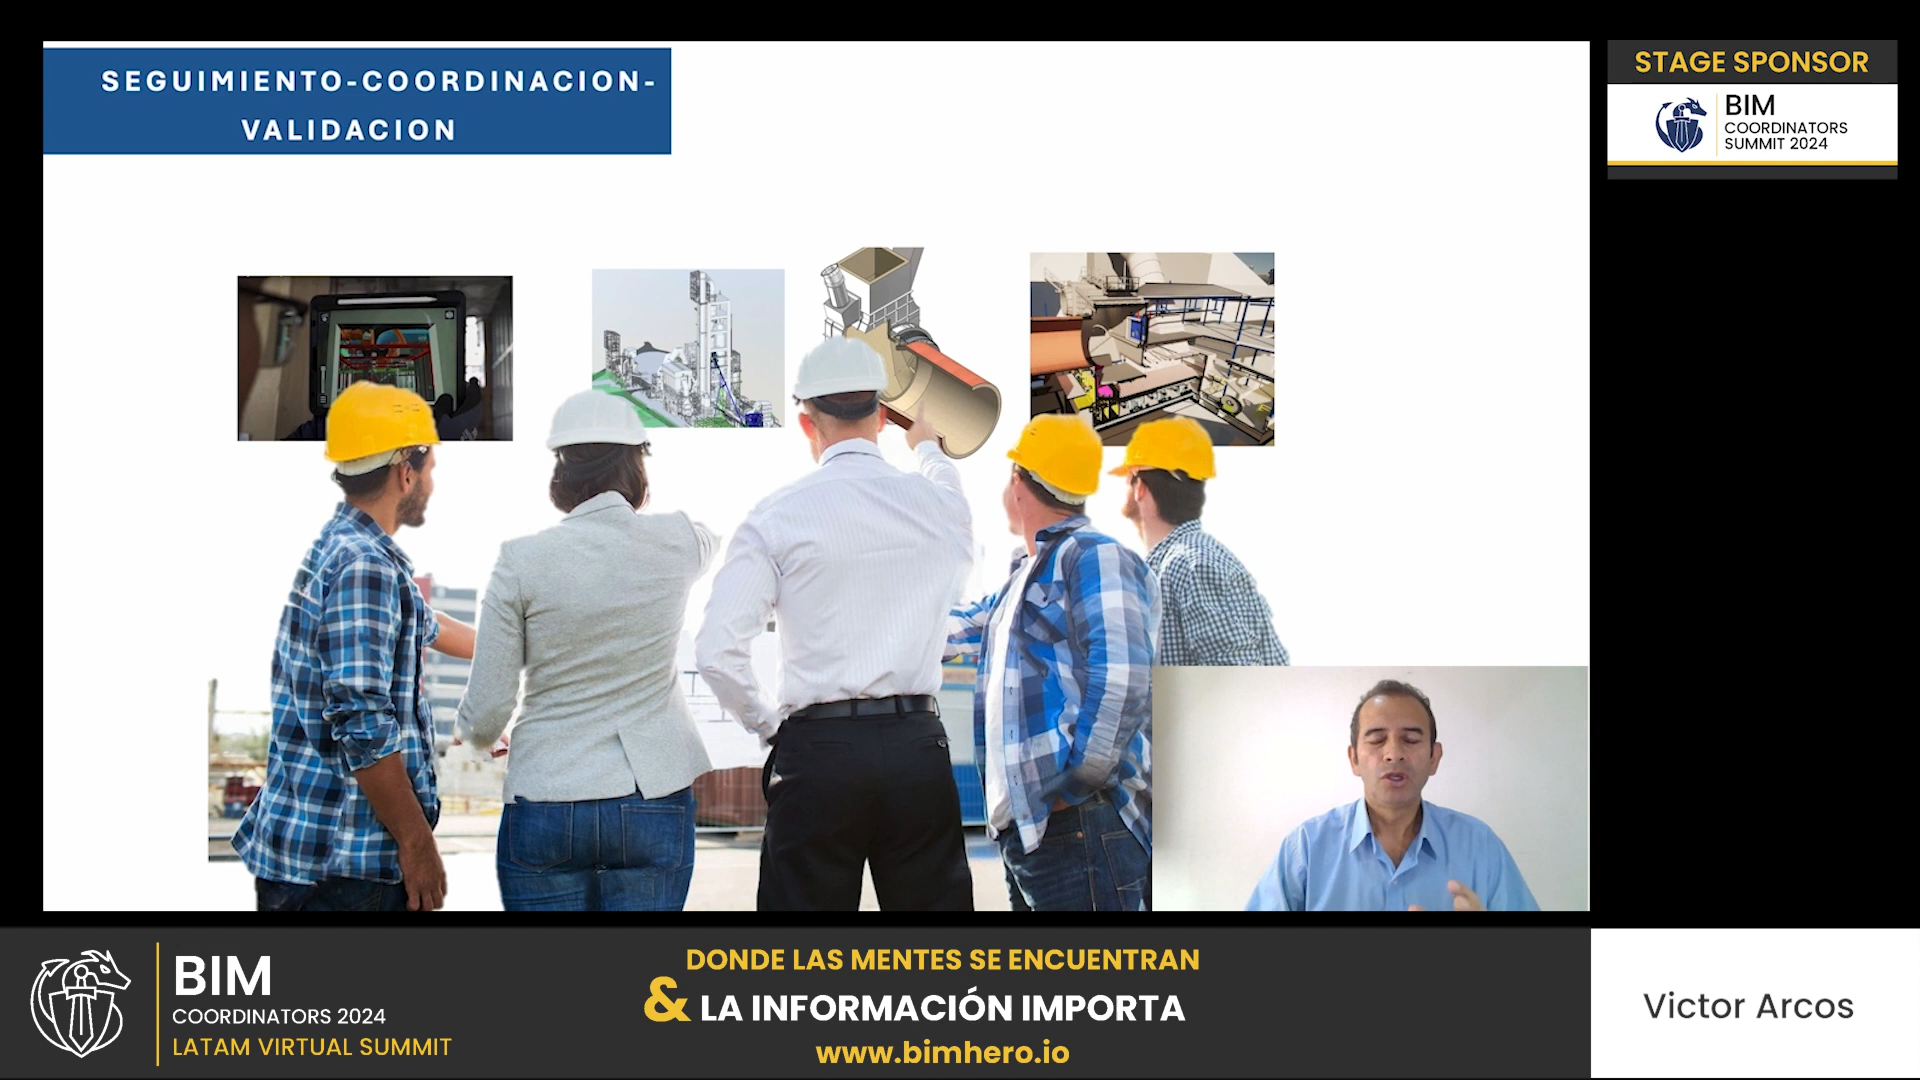 SEGUIMIENTO-COORDINACION-
VALIDACION
STAGE SPONSOR
BIM
COORDINATORS
SUMMIT 2024
BIM
COORDINATORS 2024
LATAM VIRTUAL SUMMIT
DONDE LAS MENTES SE ENCUENTRAN
& LA INFORMACIÓN IMPORTA
www.bimhero.io
Victor Arcos